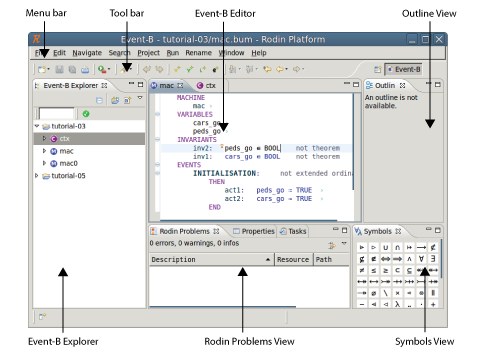 Menu bar
Tool bar
Event-B Editor
Outline View
Event-B - tutorial-03/mac.bum - Rodin Platform
File Edit Navigate Search Project Run Rename Window Help
Event-B
Event-B Explorer
mac
ctx
Outlin
An outline is not
available.
tutorial-03
ctx
mac
mac0
tutorial-05
MACHINE
mac
VARIABLES
cars_go
peds_go
INVARIANTS
inv2: peds_go ∈ BOOL not theorem
inv1: cars_go ∈ BOOL not theorem
EVENTS
INITIALISATION: not extended ordina
THEN
act1: peds_go ≔ TRUE
act2: cars_go ≔ TRUE
END
Rodin Problems
Properties
Tasks
0 errors, 0 warnings, 0 infos
Description Resource Path
Symbols
Event-B Explorer
Rodin Problems View
Symbols View